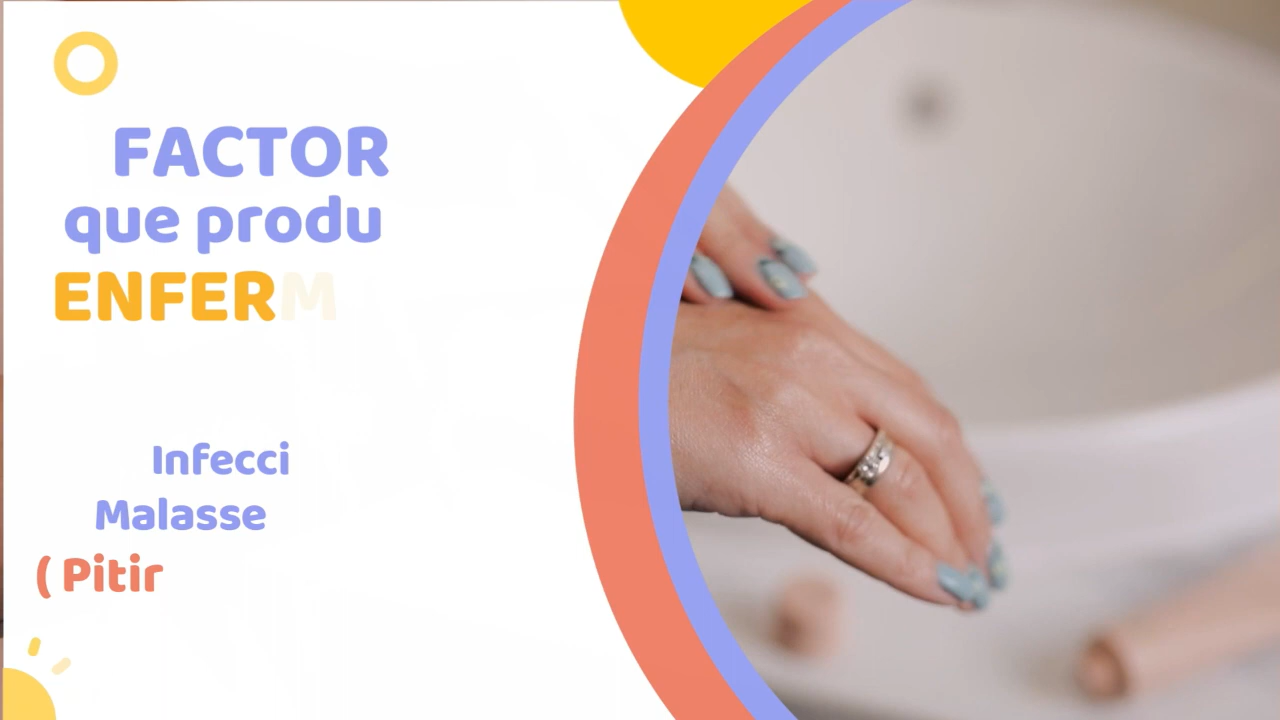 FACTOR
que produ
ENFERM
Infecci
Malasse
( Pitir